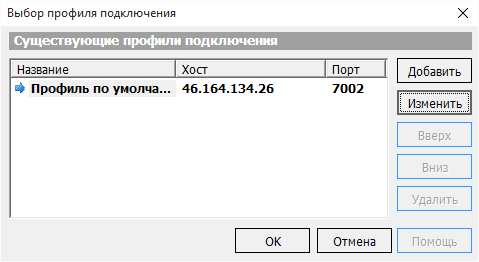 Выбор профиля подключения
Существующие профили подключения
Название Хост Порт
Профиль по умолча... 46.164.134.26 7002
Добавить
Изменить
Вверх
Вниз
Удалить
OK Отмена Помощь